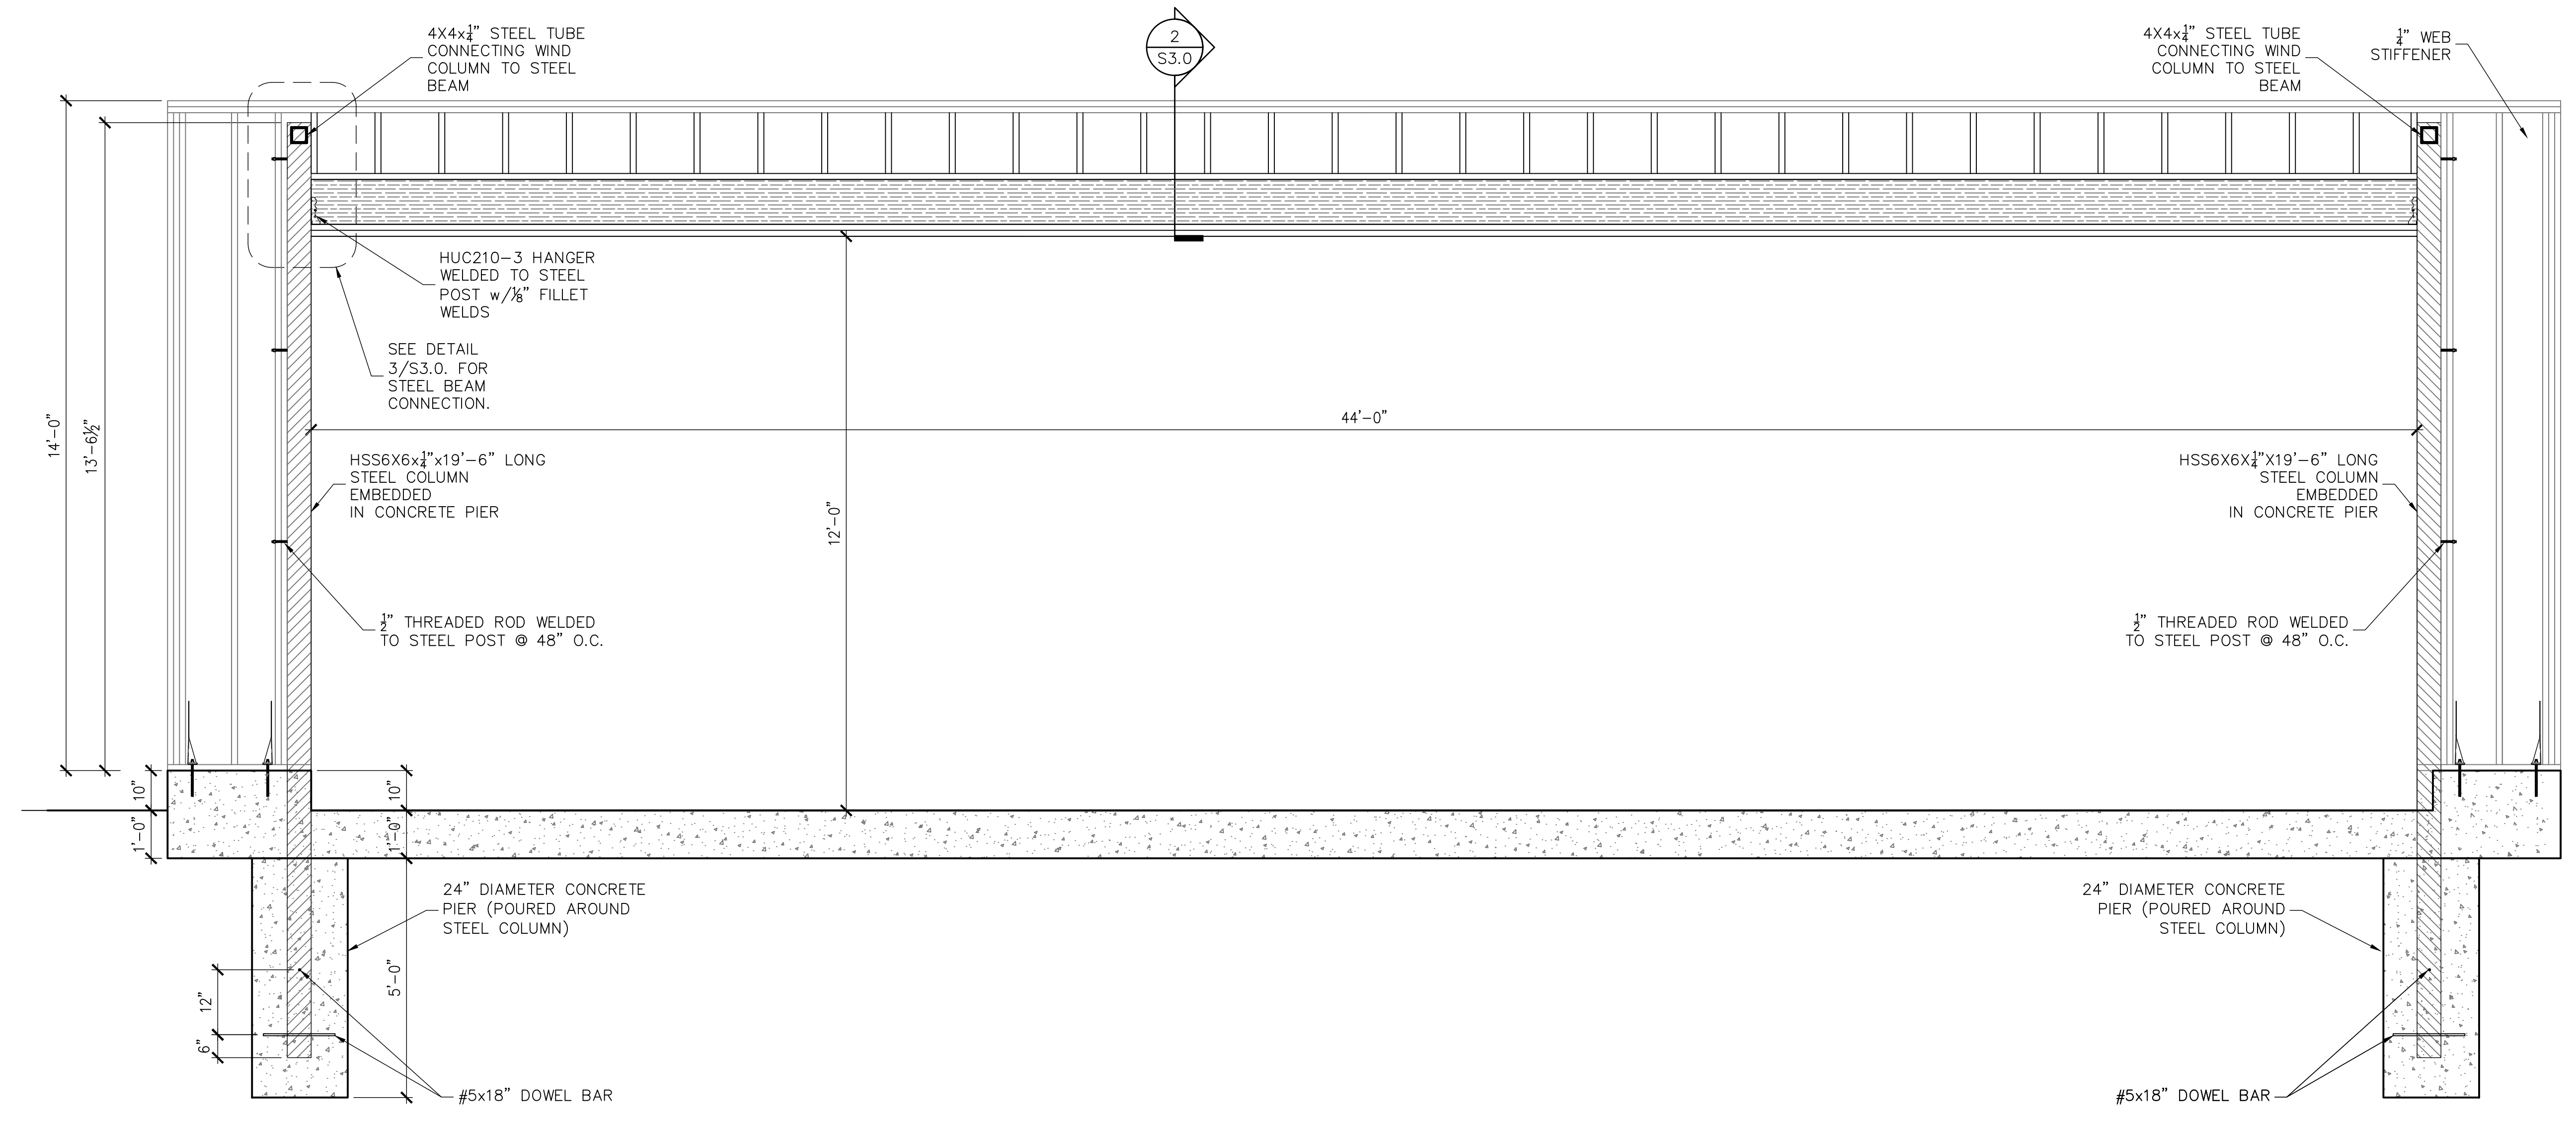 4X4x¼" STEEL TUBE
CONNECTING WIND
COLUMN TO STEEL
BEAM
2
S3.0
4X4x¼" STEEL TUBE
CONNECTING WIND
COLUMN TO STEEL
BEAM
¼" WEB
STIFFENER
HUC210-3 HANGER
WELDED TO STEEL
POST w/⅛" FILLET
WELDS
SEE DETAIL
3/S3.0. FOR
STEEL BEAM
CONNECTION.
14'-0"
13'-6½"
44'-0"
12'-0"
HSS6X6x¼"x19'-6" LONG
STEEL COLUMN
EMBEDDED
IN CONCRETE PIER
HSS6X6X¼"X19'-6" LONG
STEEL COLUMN
EMBEDDED
IN CONCRETE PIER
½" THREADED ROD WELDED
TO STEEL POST @ 48" O.C.
½" THREADED ROD WELDED
TO STEEL POST @ 48" O.C.
10"
1'-0"
10"
1'-0"
24" DIAMETER CONCRETE
PIER (POURED AROUND
STEEL COLUMN)
24" DIAMETER CONCRETE
PIER (POURED AROUND
STEEL COLUMN)
12"
6"
5'-0"
#5x18" DOWEL BAR
#5x18" DOWEL BAR